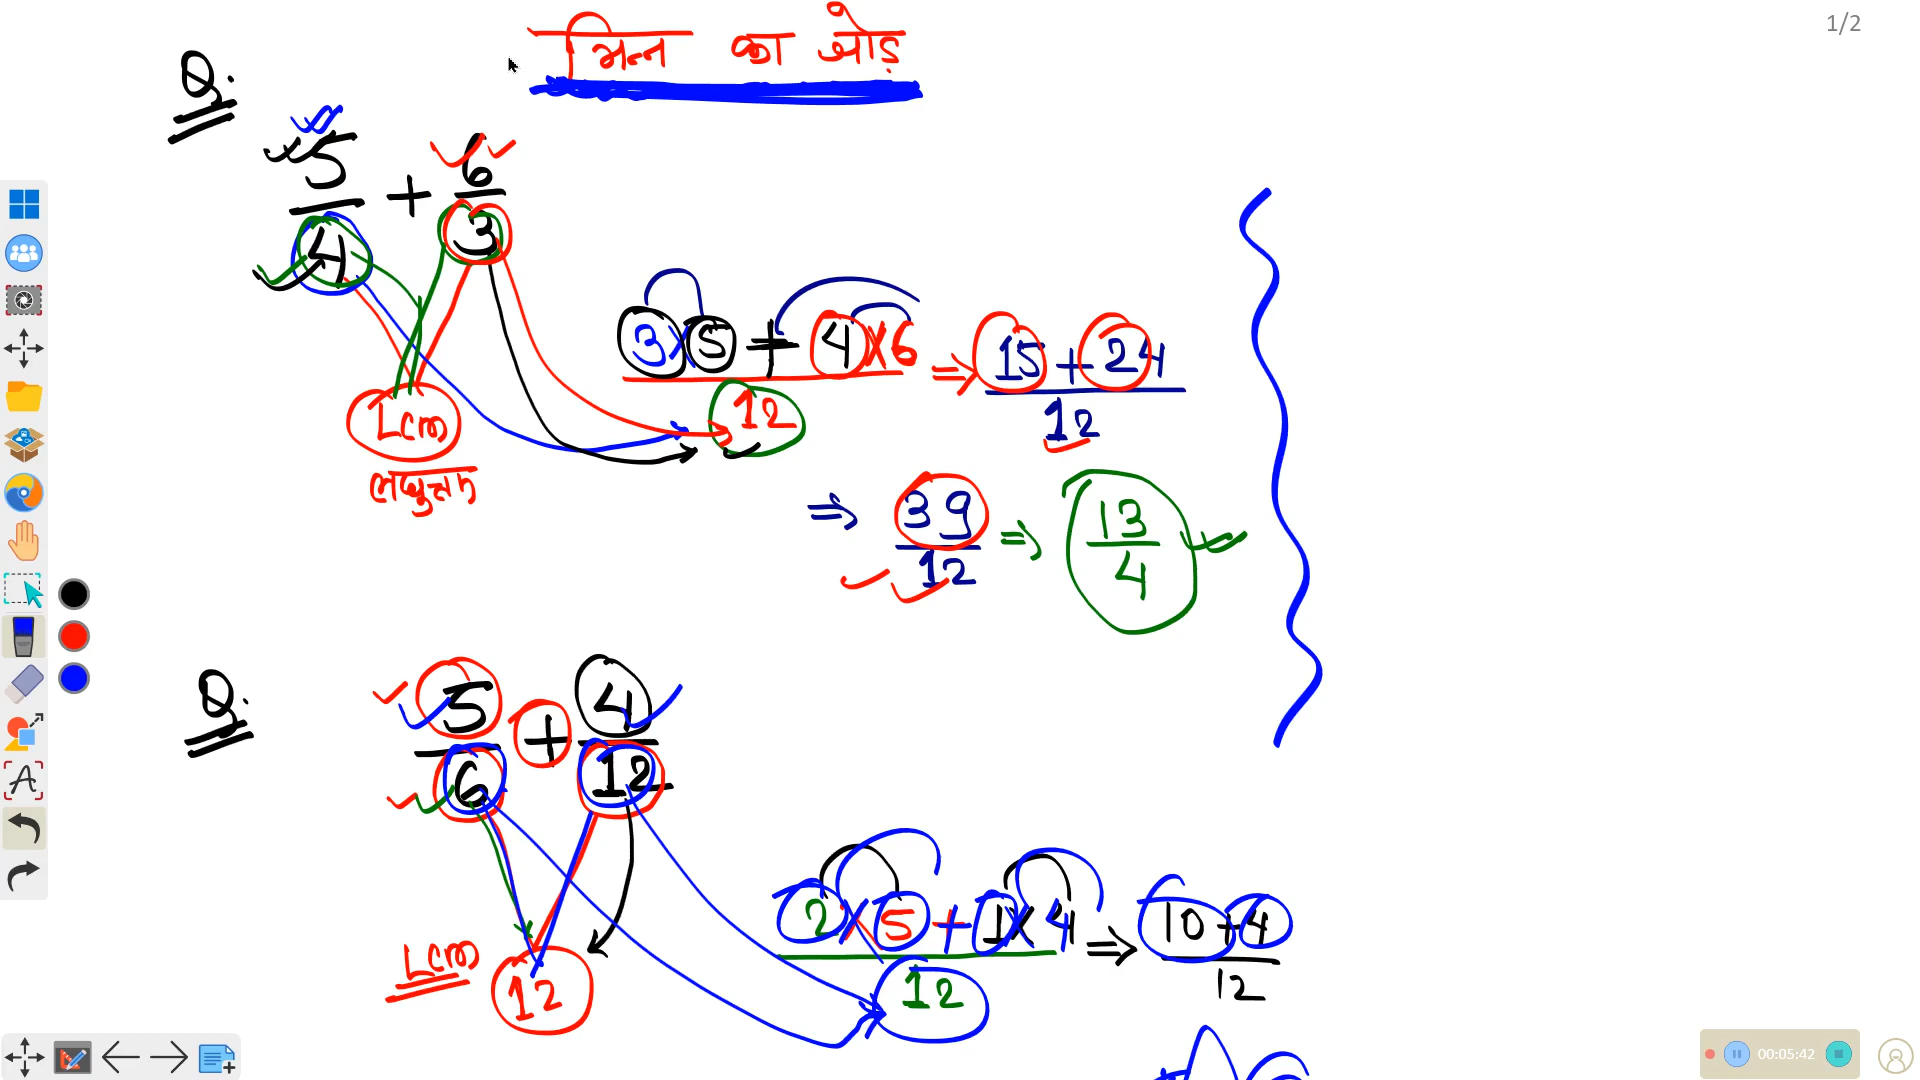 1/2
भिन्न का जोड़
Q.
5/4 + 6/3
3×5 + 4×6 / 12 ⇒ 15 + 24 / 12
Lcm
⇒ 39/12 ⇒ 13/4
Q.
5/6 + 4/12
2×5 + 1×4 / 12 ⇒ 10 + 4 / 12
Lcm 12
00:05:42